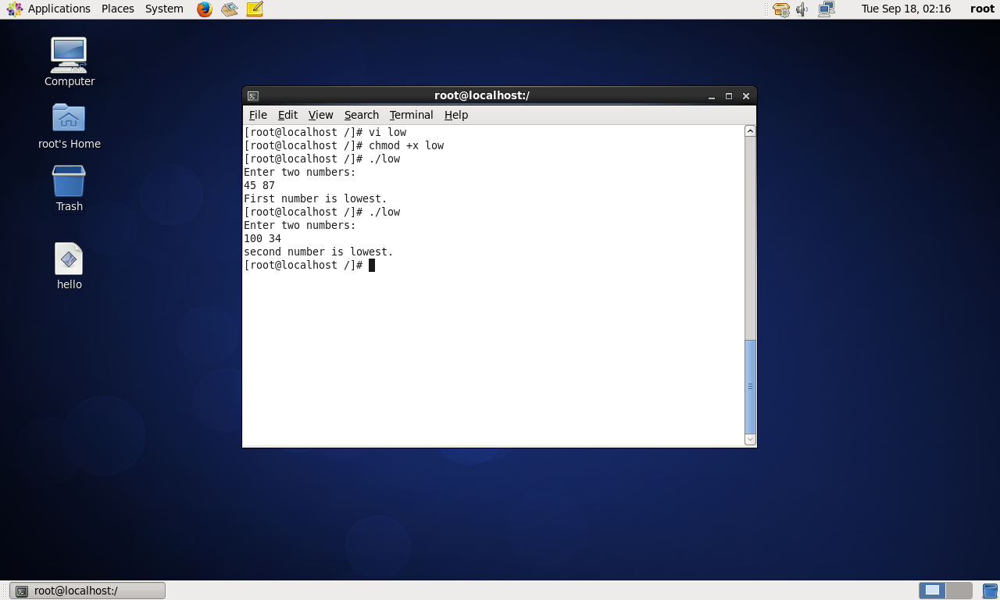 Applications Places System Tue Sep 18, 02:16 root
Computer
root's Home
Trash
hello
root@localhost:/
File Edit View Search Terminal Help
[root@localhost /]# vi low
[root@localhost /]# chmod +x low
[root@localhost /]# ./low
Enter two numbers:
45 87
First number is lowest.
[root@localhost /]# ./low
Enter two numbers:
100 34
second number is lowest.
[root@localhost /]#
root@localhost:/